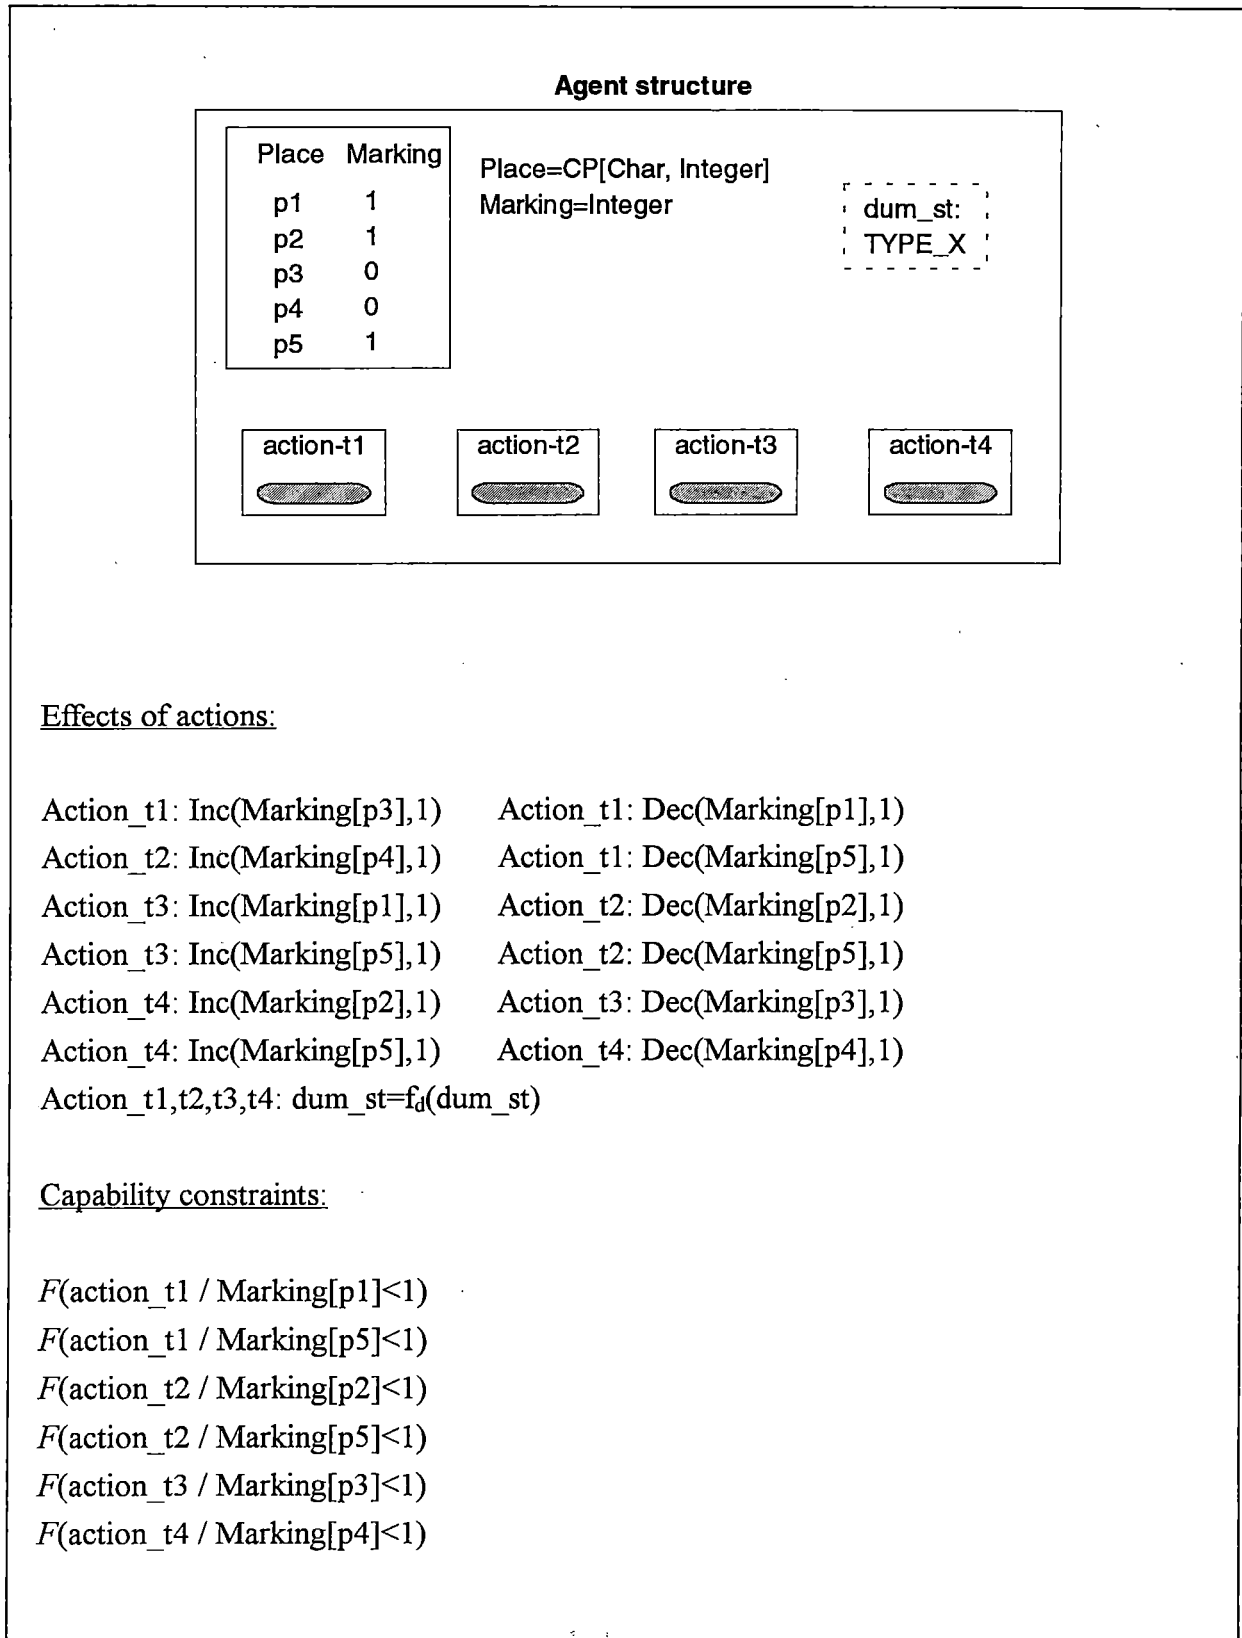 Agent structure
Place Marking
p1 1
p2 1
p3 0
p4 0
p5 1
Place=CP[Char, Integer]
Marking=Integer
dum_st:
TYPE_X
action-t1 action-t2 action-t3 action-t4
Effects of actions:
Action_t1: Inc(Marking[p3],1) Action_t1: Dec(Marking[p1],1)
Action_t2: Inc(Marking[p4],1) Action_t1: Dec(Marking[p5],1)
Action_t3: Inc(Marking[p1],1) Action_t2: Dec(Marking[p2],1)
Action_t3: Inc(Marking[p5],1) Action_t2: Dec(Marking[p5],1)
Action_t4: Inc(Marking[p2],1) Action_t3: Dec(Marking[p3],1)
Action_t4: Inc(Marking[p5],1) Action_t4: Dec(Marking[p4],1)
Action_t1,t2,t3,t4: dum_st=fd(dum_st)
Capability constraints:
F(action_t1 / Marking[p1]<1)
F(action_t1 / Marking[p5]<1)
F(action_t2 / Marking[p2]<1)
F(action_t2 / Marking[p5]<1)
F(action_t3 / Marking[p3]<1)
F(action_t4 / Marking[p4]<1)